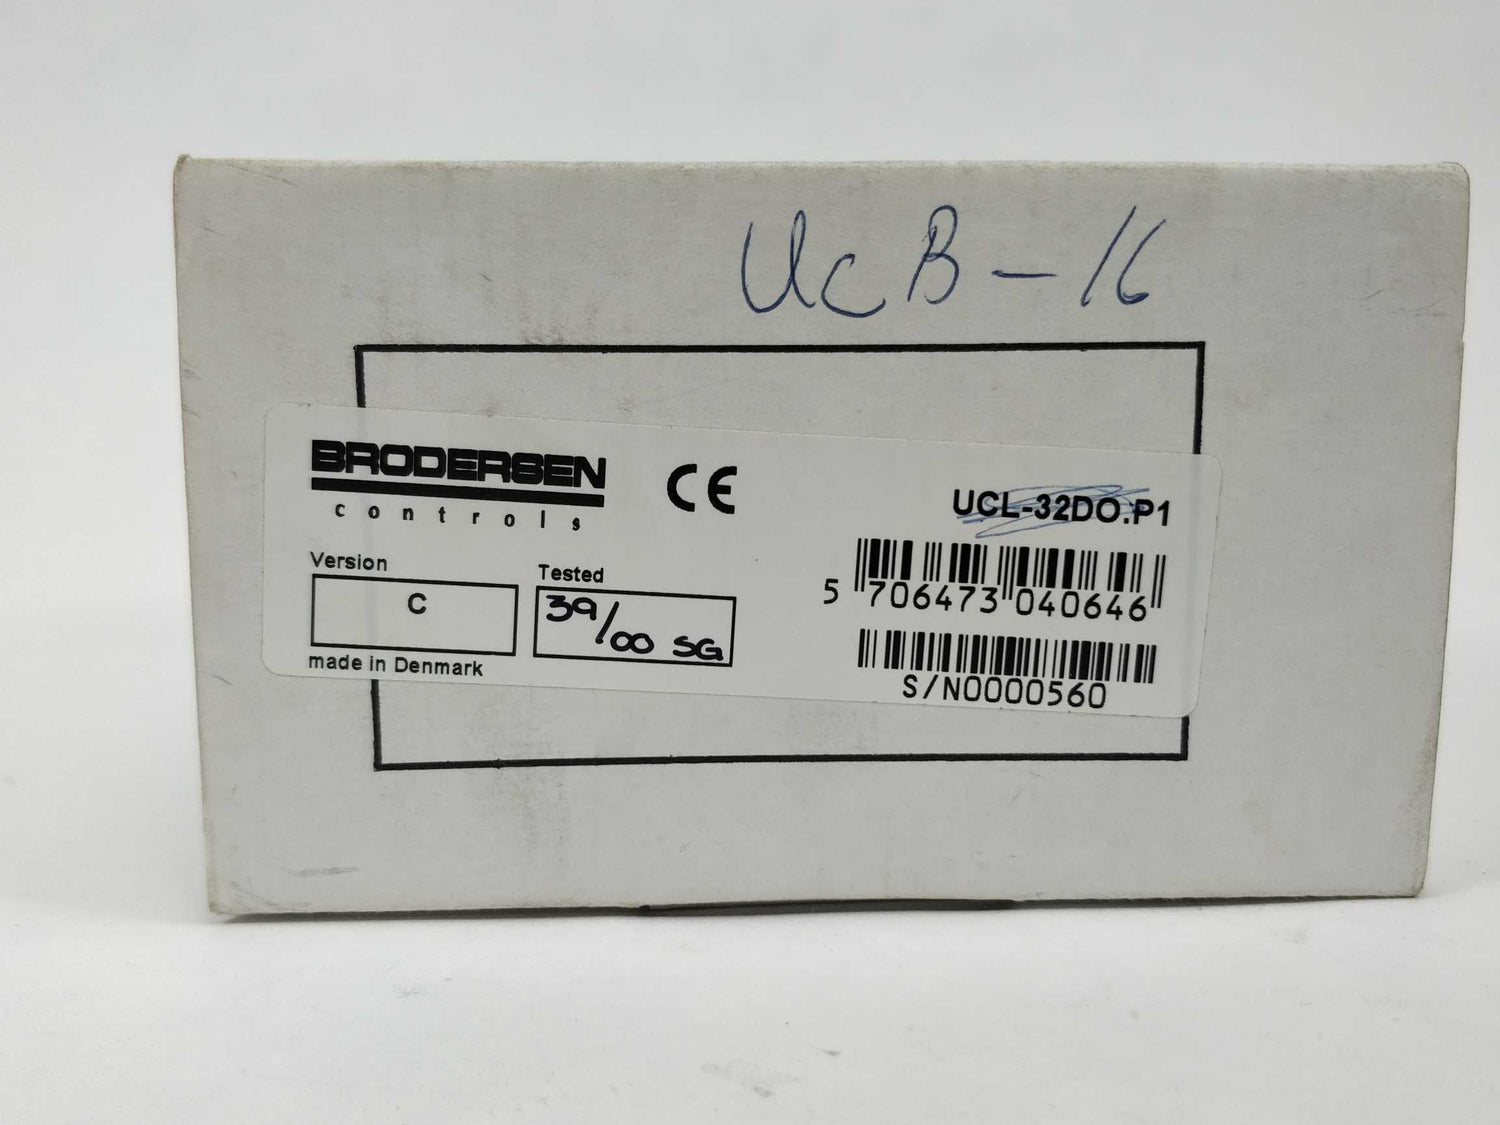 UcB-16
BRODERSEN
controls
CE
UCL-32DO.P1
Version
C
Tested
39/00 SG
made in Denmark
5 706473 040646
S/N0000560